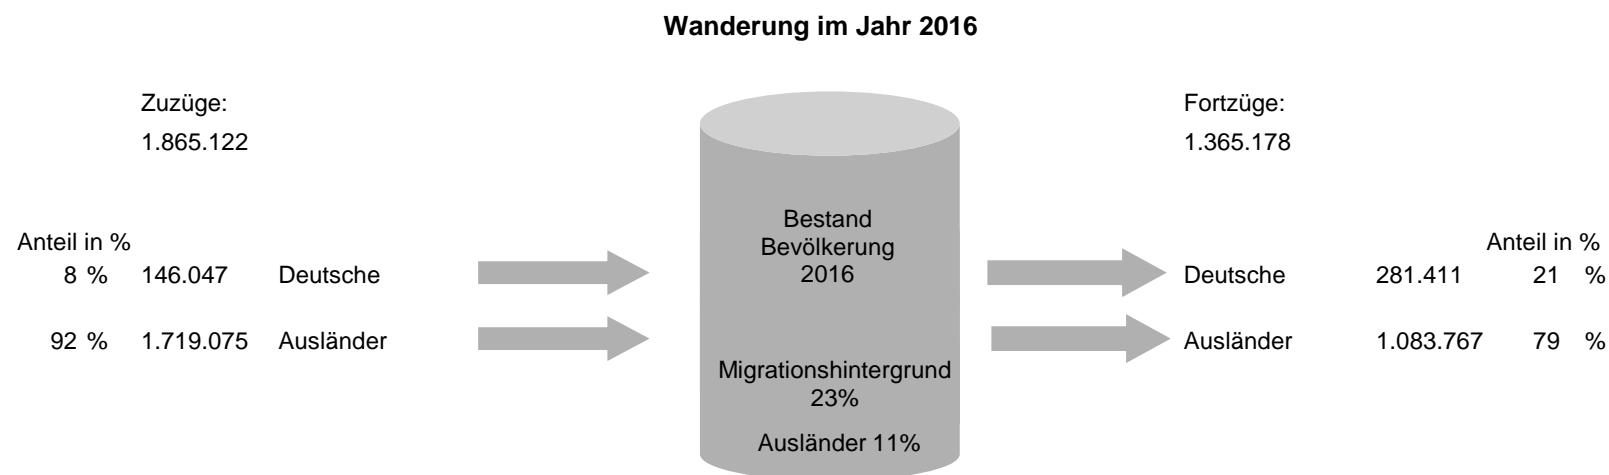 Wanderung im Jahr 2016
Zuzüge:
1.865.122
Anteil in %
8 % 146.047 Deutsche
92 % 1.719.075 Ausländer
Bestand
Bevölkerung
2016
Migrationshintergrund
23%
Ausländer 11%
Fortzüge:
1.365.178
Anteil in %
Deutsche 281.411 21 %
Ausländer 1.083.767 79 %